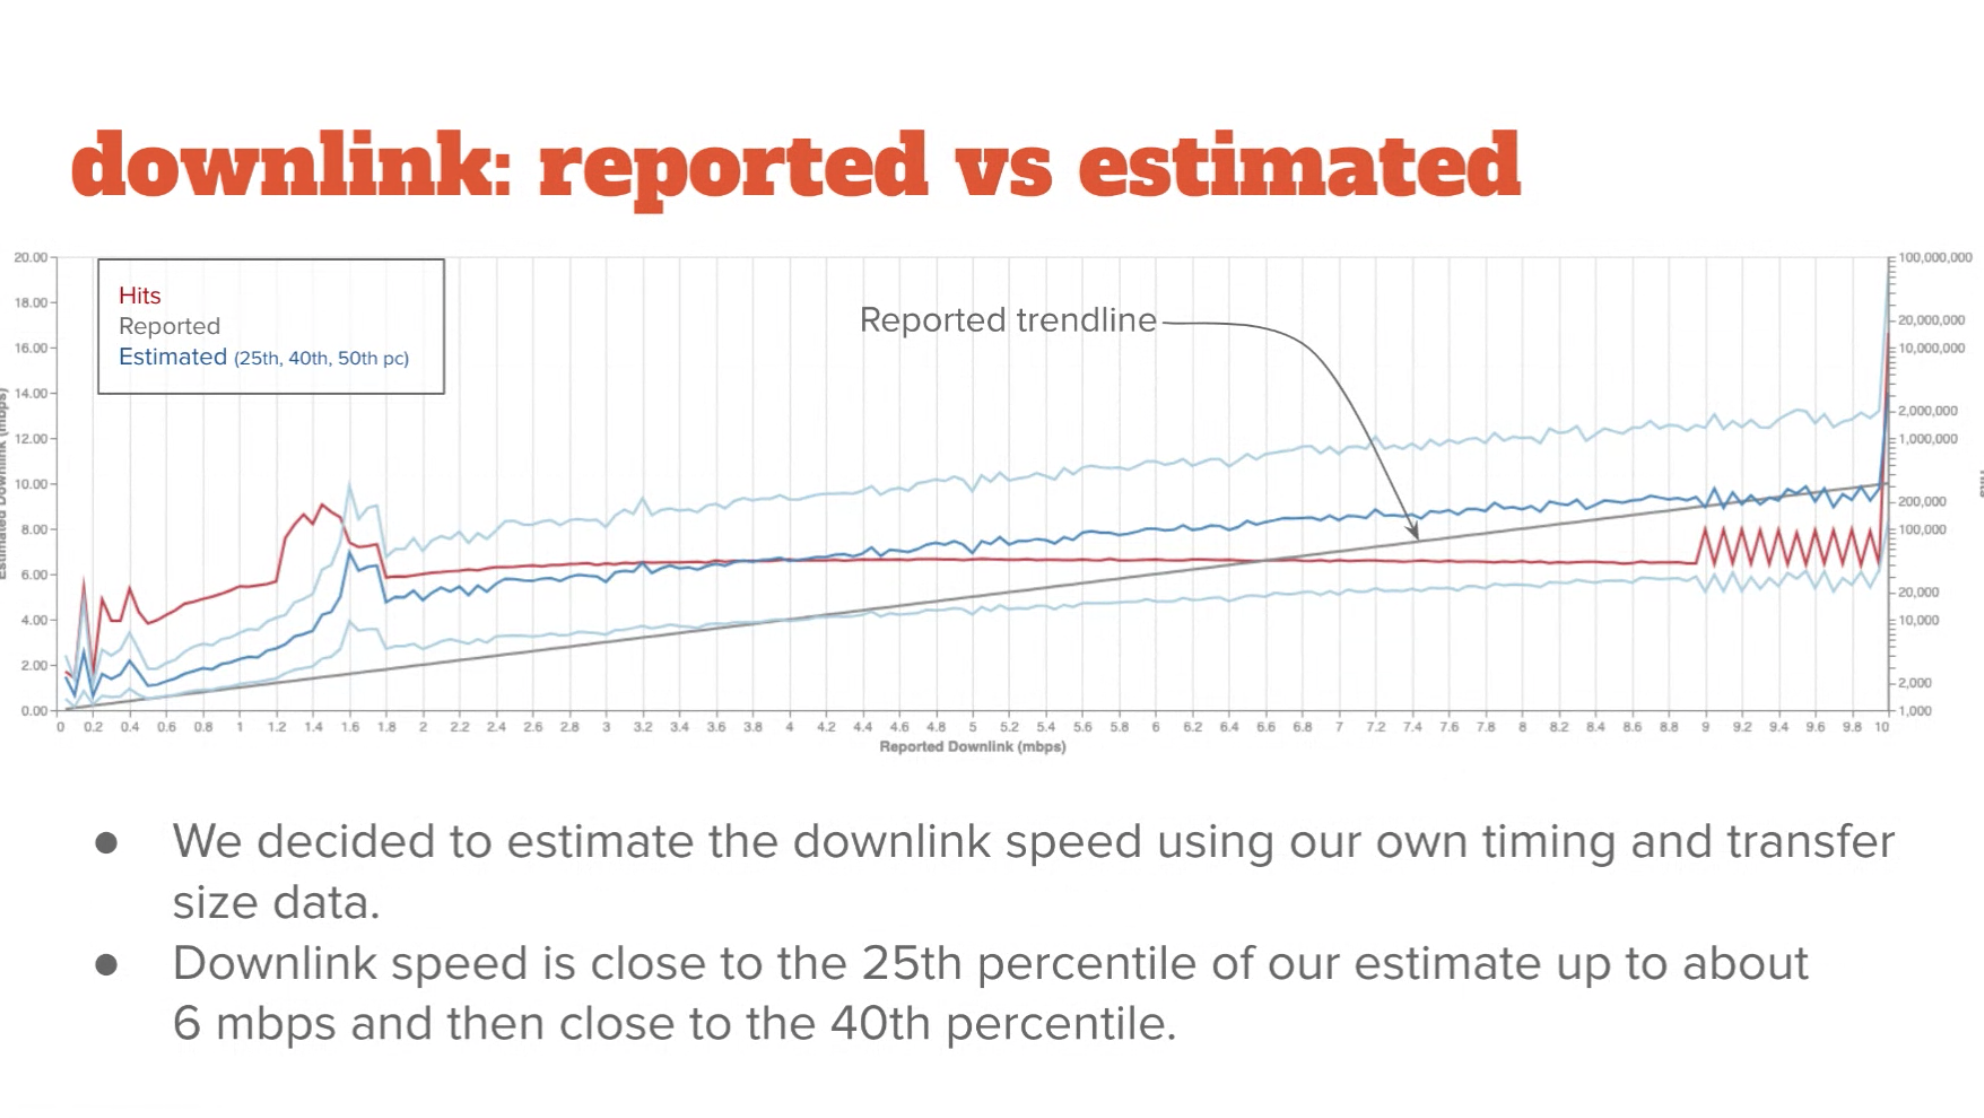 downlink: reported vs estimated
20.00
18.00
16.00
14.00
12.00
10.00
8.00
6.00
4.00
2.00
0.00
Hits
Reported
Estimated (25th, 40th, 50th pc)
Reported trendline
100,000,000
20,000,000
10,000,000
2,000,000
1,000,000
200,000
100,000
20,000
10,000
2,000
1,000
Estimated Downlink (mbps)
0 0.2 0.4 0.6 0.8 1 1.2 1.4 1.6 1.8 2 2.2 2.4 2.6 2.8 3 3.2 3.4 3.6 3.8 4 4.2 4.4 4.6 4.8 5 5.2 5.4 5.6 5.8 6 6.2 6.4 6.6 6.8 7 7.2 7.4 7.6 7.8 8 8.2 8.4 8.6 8.8 9 9.2 9.4 9.6 9.8 10
Reported Downlink (mbps)
● We decided to estimate the downlink speed using our own timing and transfer
size data.
● Downlink speed is close to the 25th percentile of our estimate up to about
6 mbps and then close to the 40th percentile.